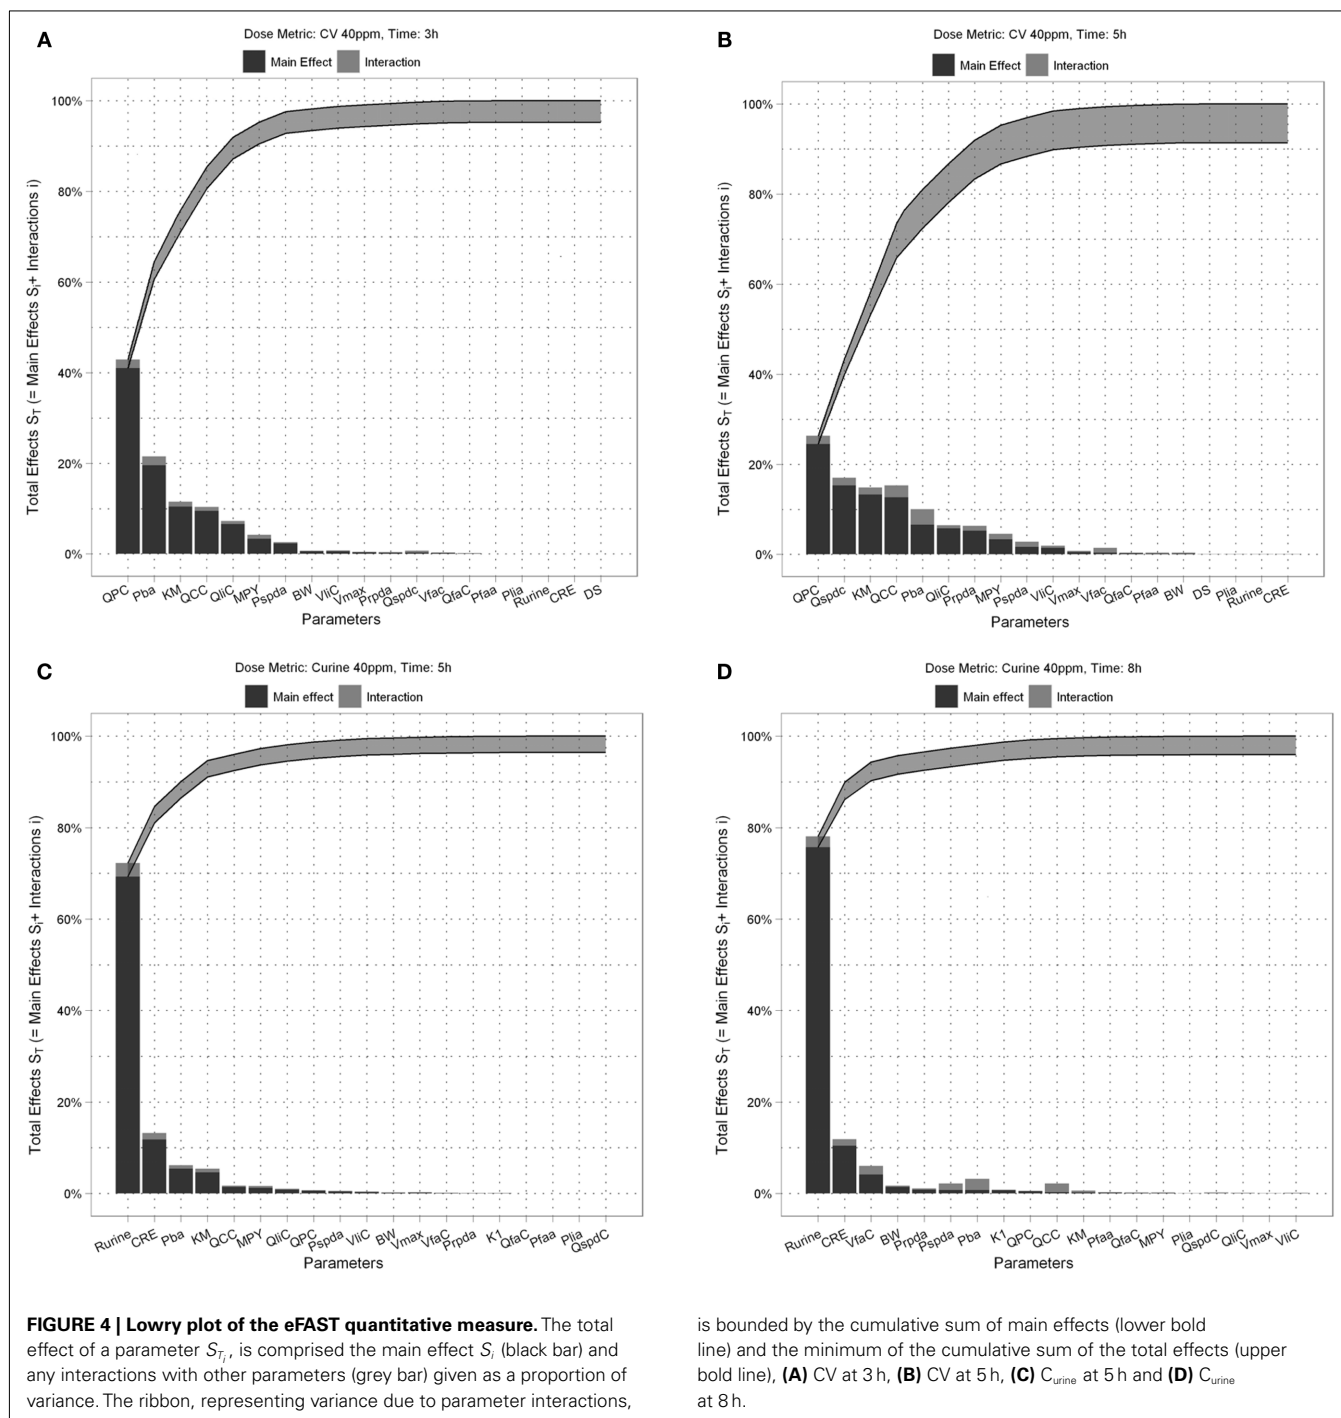 A
Dose Metric: CV 40ppm, Time: 3h
Main Effect Interaction
Total Effects ST (= Main Effects Si+ Interactions i)
100%
80%
60%
40%
20%
0%
QPC Pba KM QCC QliC MPY Pspda BW VliC Vmax Prpda Qspdc Vfac QfaC Pfaa Plia Rurine CRE DS
Parameters
B
Dose Metric: CV 40ppm, Time: 5h
Main Effect Interaction
Total Effects ST (= Main Effects Si+ Interactions i)
100%
80%
60%
40%
20%
0%
QPC Qspdc KM QCC Pba QliC Prpda MPY Pspda VliC Vmax Vfac QfaC Pfaa BW DS Plia Rurine CRE
Parameters
C
Dose Metric: Curine 40ppm, Time: 5h
Main effect Interaction
Total Effects ST (= Main Effects Si+ Interactions i)
100%
80%
60%
40%
20%
0%
Rurine CRE Pba KM QCC MPY QliC QPC Pspda VliC BW Vmax VfaC Prpda K1 QfaC Pfaa Plia QspdC
Parameters
D
Dose Metric: Curine 40ppm, Time: 8h
Main effect Interaction
Total Effects ST (= Main Effects Si+ Interactions i)
100%
80%
60%
40%
20%
0%
Rurine CRE VfaC BW Prpda Pspda Pba K1 QPC QCC KM Pfaa QfaC MPY Plia QspdC QliC Vmax VliC
Parameters
FIGURE 4 | Lowry plot of the eFAST quantitative measure. The total
effect of a parameter STi, is comprised the main effect Si (black bar) and
any interactions with other parameters (grey bar) given as a proportion of
variance. The ribbon, representing variance due to parameter interactions,
is bounded by the cumulative sum of main effects (lower bold
line) and the minimum of the cumulative sum of the total effects (upper
bold line), (A) CV at 3 h, (B) CV at 5 h, (C) Curine at 5 h and (D) Curine
at 8 h.